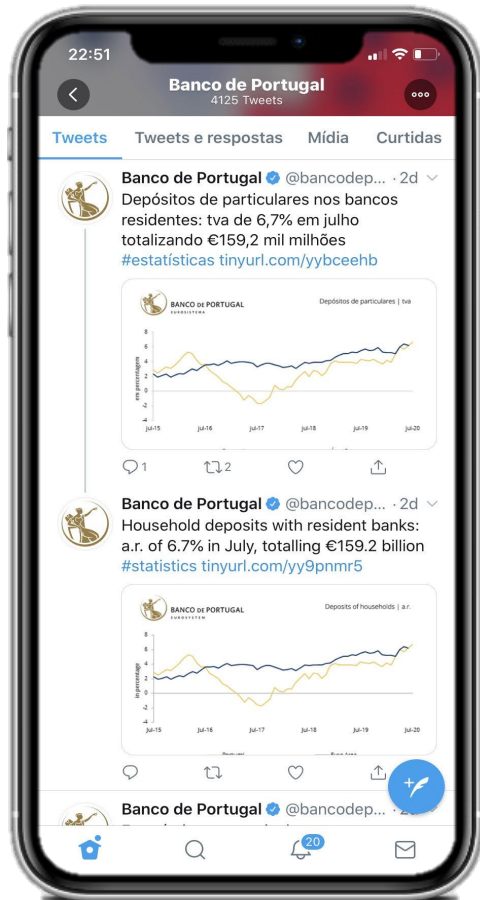 22:51
Banco de Portugal
4125 Tweets
Tweets
Tweets e respostas
Mídia
Curtidas
Banco de Portugal @bancodep... · 2d
Depósitos de particulares nos bancos
residentes: tva de 6,7% em julho
totalizando €159,2 mil milhões
#estatísticas tinyurl.com/yybceehb
BANCO DE PORTUGAL
EUROSISTEMA
Depósitos de particulares | tva
em percentagem
8
6
4
2
0
-2
-4
jul-15 jul-16 jul-17 jul-18 jul-19 jul-20
1
2
Banco de Portugal @bancodep... · 2d
Household deposits with resident banks:
a.r. of 6.7% in July, totalling €159.2 billion
#statistics tinyurl.com/yy9pnmr5
BANCO DE PORTUGAL
EUROSYSTEM
Deposits of households | a.r.
in percentage
8
6
4
2
0
-2
-4
Jul-15 Jul-16 Jul-17 Jul-18 Jul-19 Jul-20
Banco de Portugal @bancodep...
20